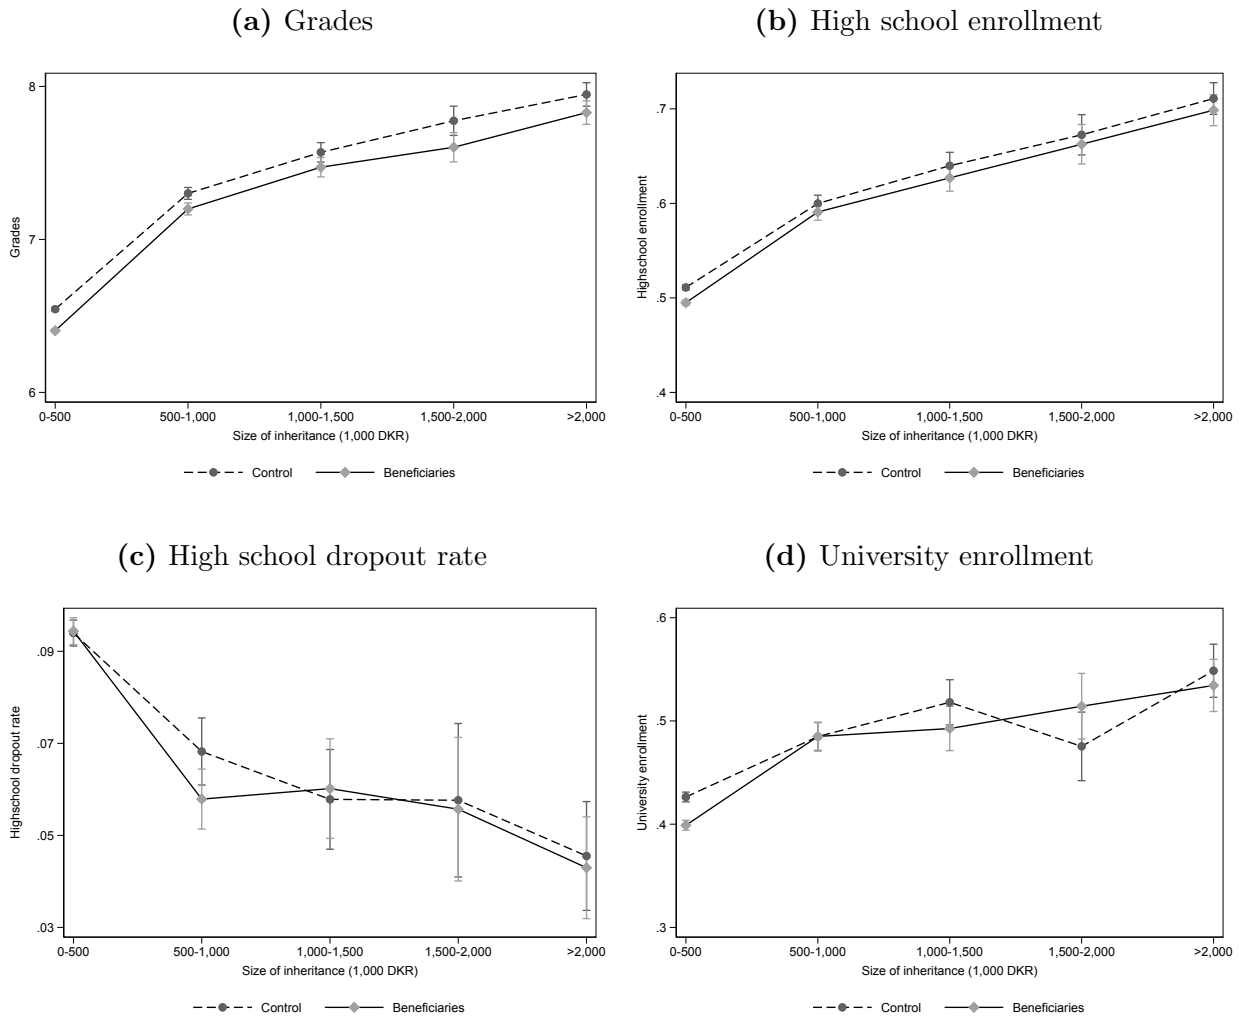 (a) Grades
8
7
6
Grades
0-500 500-1,000 1,000-1,500 1,500-2,000 >2,000
Size of inheritance (1,000 DKR)
Control Beneficiaries
(b) High school enrollment
.7
.6
.5
.4
Highschool enrollment
0-500 500-1,000 1,000-1,500 1,500-2,000 >2,000
Size of inheritance (1,000 DKR)
Control Beneficiaries
(c) High school dropout rate
.09
.07
.05
.03
Highschool dropout rate
0-500 500-1,000 1,000-1,500 1,500-2,000 >2,000
Size of inheritance (1,000 DKR)
Control Beneficiaries
(d) University enrollment
.6
.5
.4
.3
University enrollment
0-500 500-1,000 1,000-1,500 1,500-2,000 >2,000
Size of inheritance (1,000 DKR)
Control Beneficiaries